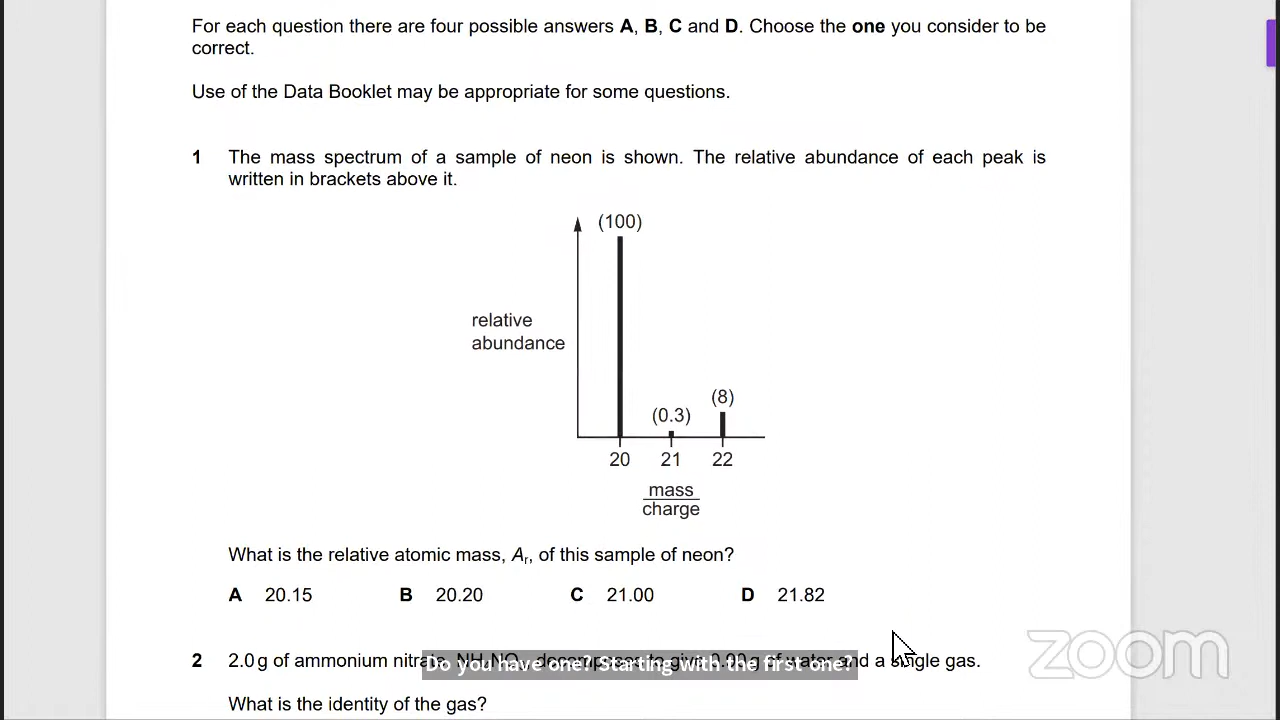 For each question there are four possible answers A, B, C and D. Choose the one you consider to be
correct.
Use of the Data Booklet may be appropriate for some questions.
1 The mass spectrum of a sample of neon is shown. The relative abundance of each peak is
written in brackets above it.
(100)
relative
abundance
(8)
(0.3)
20 21 22
mass
charge
What is the relative atomic mass, Ar, of this sample of neon?
A 20.15 B 20.20 C 21.00 D 21.82
2 2.0 g of ammonium nitrate, of water and a single gas.
Do you have one? Starting with the first one?
What is the identity of the gas?
zoom